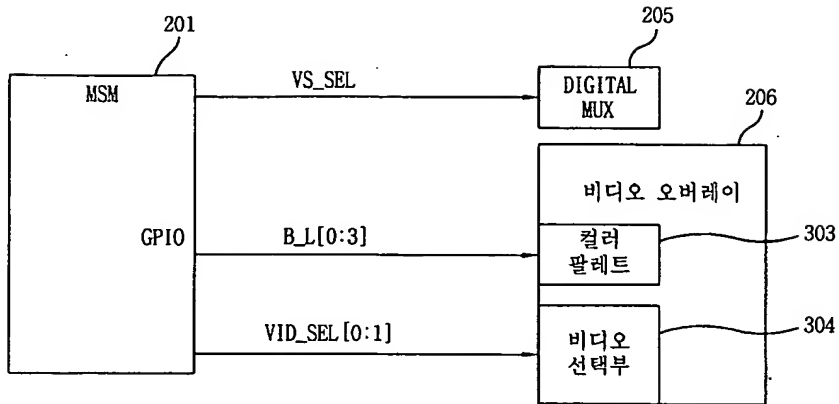 201
MSM
GPIO
VS_SEL
B_L[0:3]
VID_SEL[0:1]
205
DIGITAL
MUX
206
비디오 오버레이
컬러
팔레트
303
비디오
선택부
304